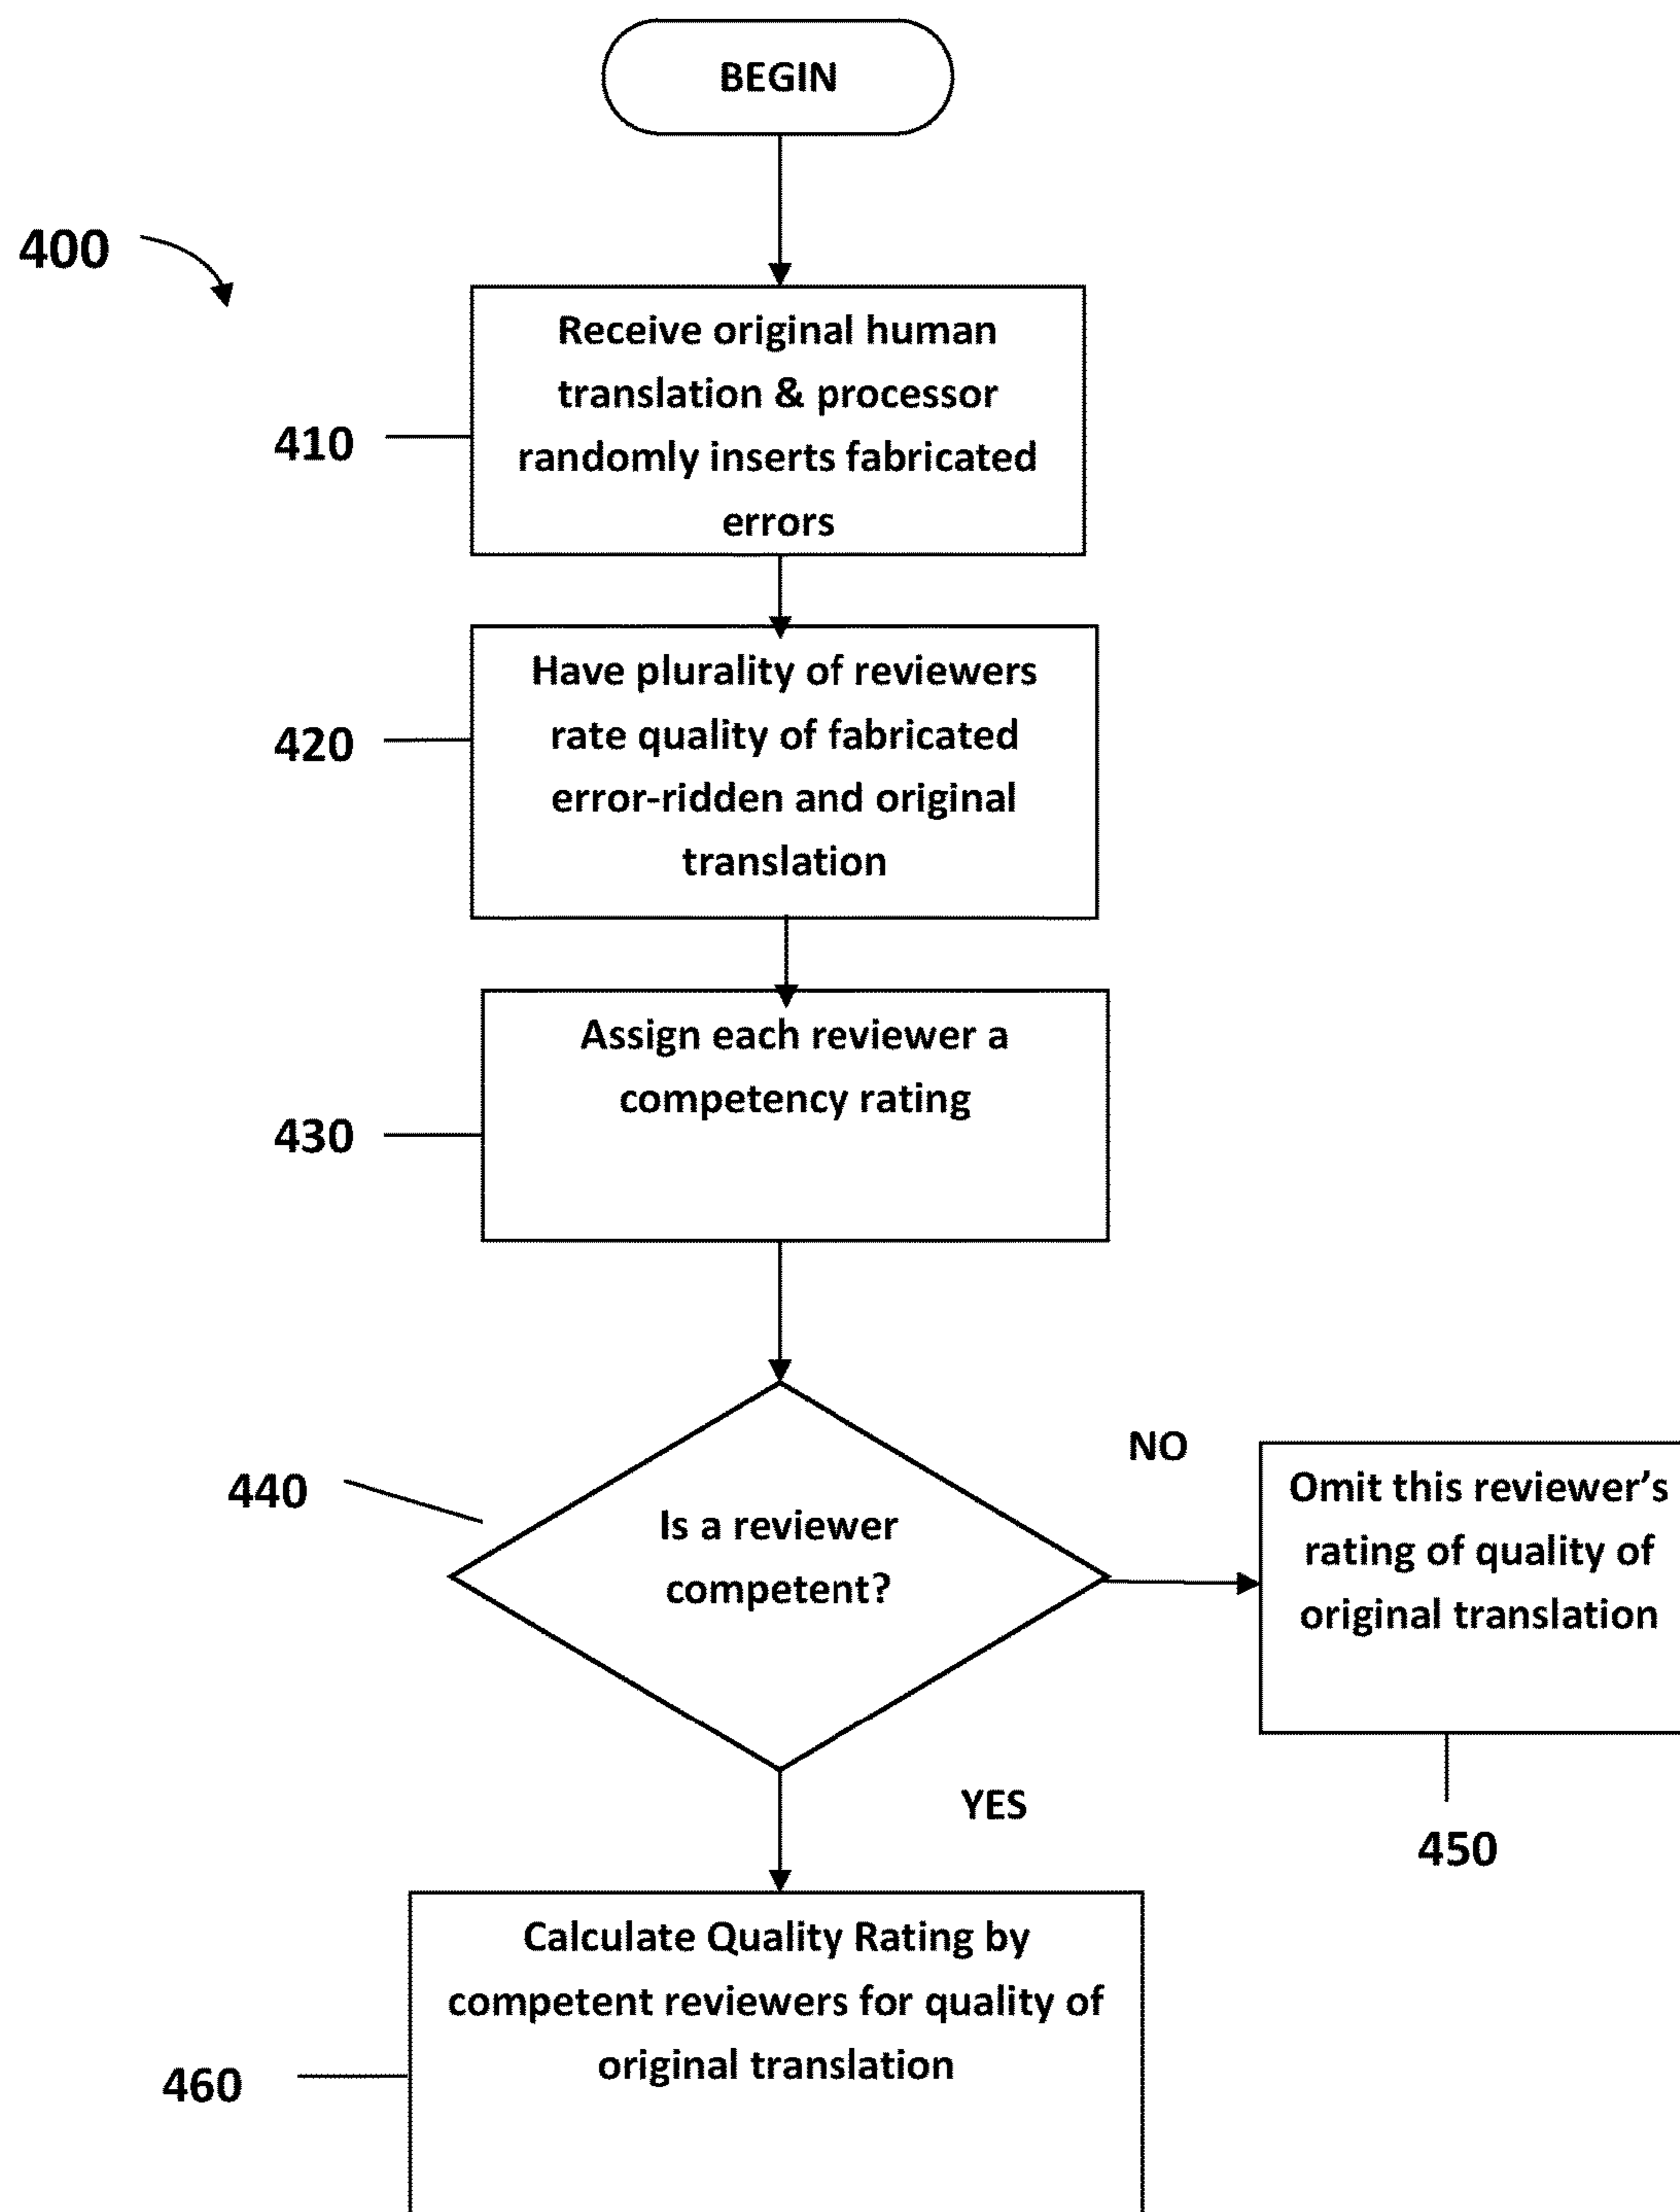 BEGIN
400
Receive original human
translation & processor
randomly inserts fabricated
errors
410
Have plurality of reviewers
rate quality of fabricated
error-ridden and original
translation
420
Assign each reviewer a
competency rating
430
440
Is a reviewer
competent?
NO
Omit this reviewer’s
rating of quality of
original translation
450
YES
Calculate Quality Rating by
competent reviewers for quality of
original translation
460